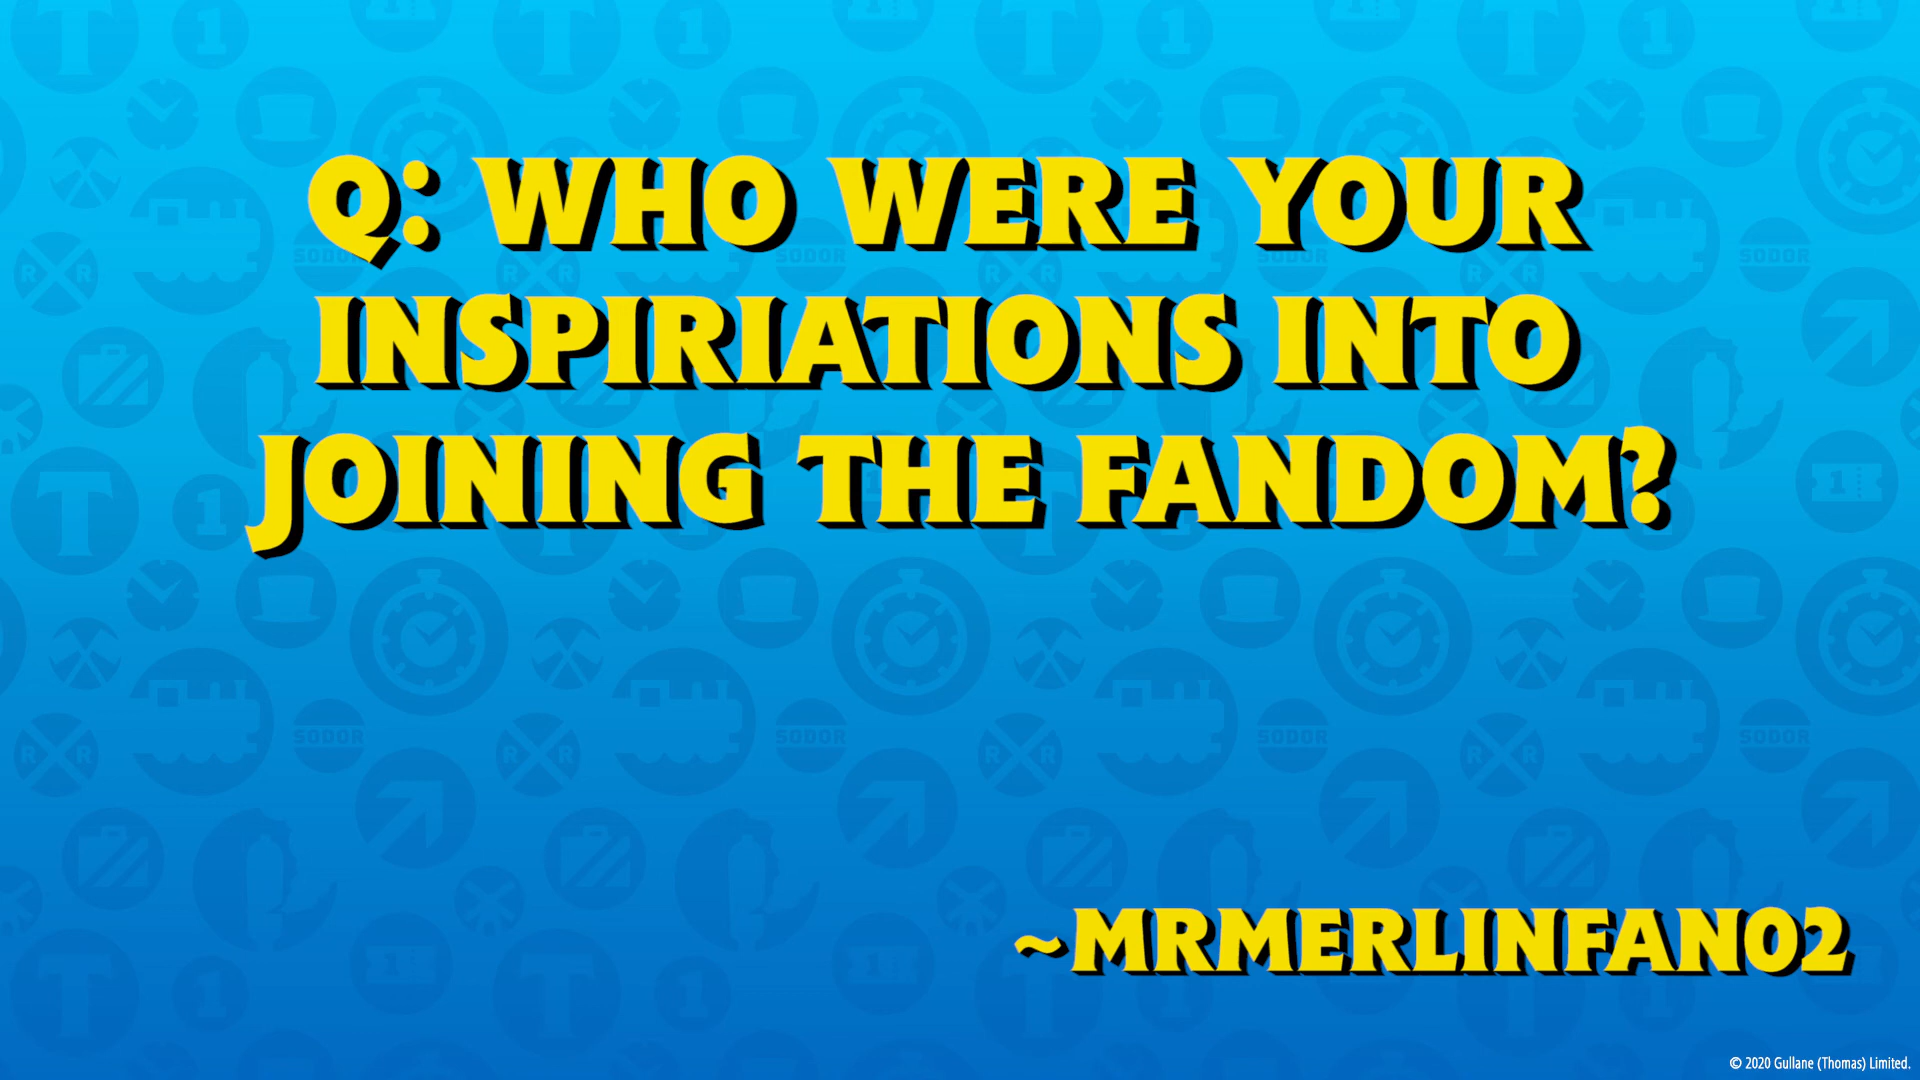 Q: WHO WERE YOUR
INSPIRIATIONS INTO
JOINING THE FANDOM?
~MRMERLINFAN02
© 2020 Gullane (Thomas) Limited.